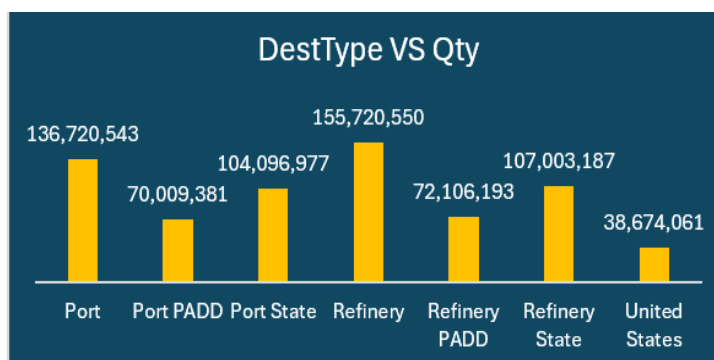 DestType VS Qty
136,720,543
70,009,381
104,096,977
155,720,550
72,106,193
107,003,187
38,674,061
Port
Port PADD
Port State
Refinery
Refinery
PADD
Refinery
State
United
States